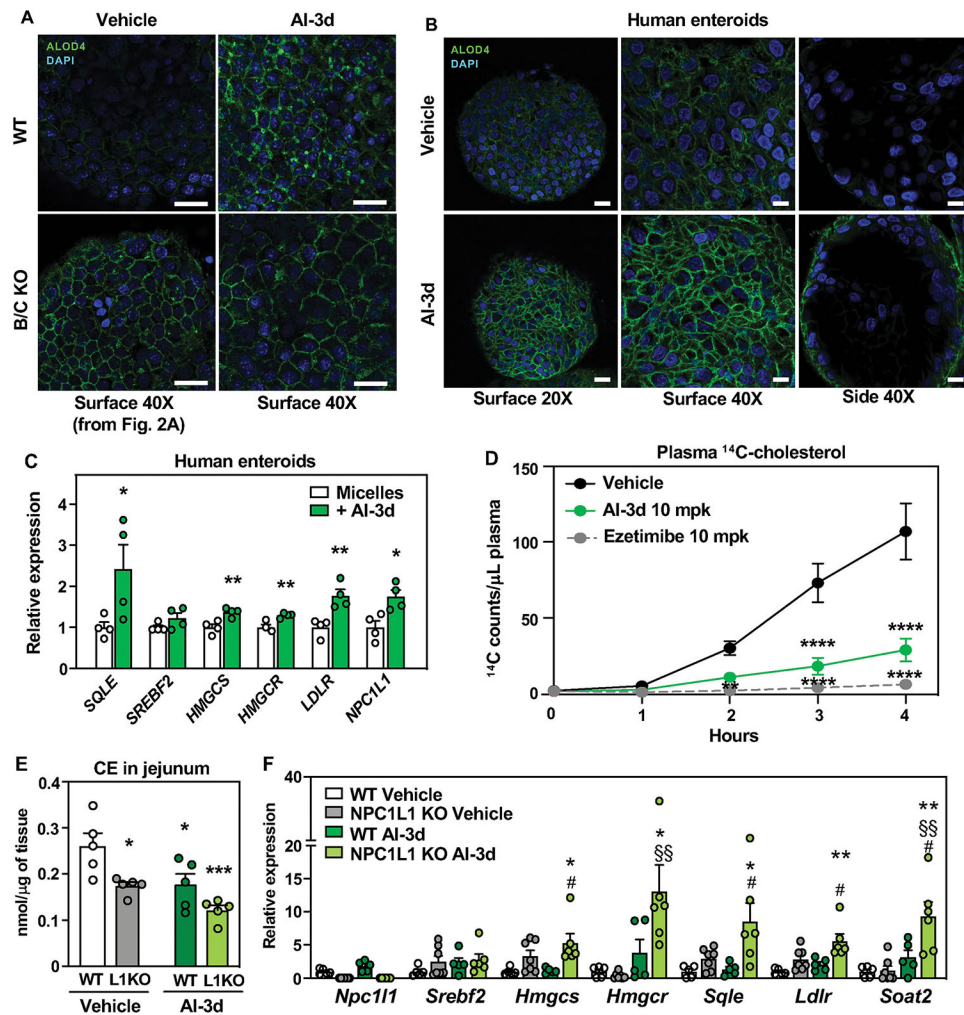 A
Vehicle
AI-3d
ALOD4
DAPI
WT
B/C KO
Surface 40X
(from Fig. 2A)
Surface 40X
B
Human enteroids
ALOD4
DAPI
Vehicle
AI-3d
Surface 20X
Surface 40X
Side 40X
C
Human enteroids
Relative expression
4
2
1
0
Micelles
+ AI-3d
*
**
**
**
*
SQLE
SREBF2
HMGCS
HMGCR
LDLR
NPC1L1
D
Plasma ¹⁴C-cholesterol
¹⁴C counts/μL plasma
150
100
50
0
Vehicle
AI-3d 10 mpk
Ezetimibe 10 mpk
**
****
****
****
****
0
1
2
3
4
Hours
E
CE in jejunum
nmol/μg of tissue
0.4
0.3
0.2
0.1
0
*
*
***
WT
L1KO
WT
L1KO
Vehicle
AI-3d
F
Relative expression
40
20
15
10
5
0
WT Vehicle
NPC1L1 KO Vehicle
WT AI-3d
NPC1L1 KO AI-3d
*
#
*
§§
*
#
**
#
**
§§
#
Npc1l1
Srebf2
Hmgcs
Hmgcr
Sqle
Ldlr
Soat2